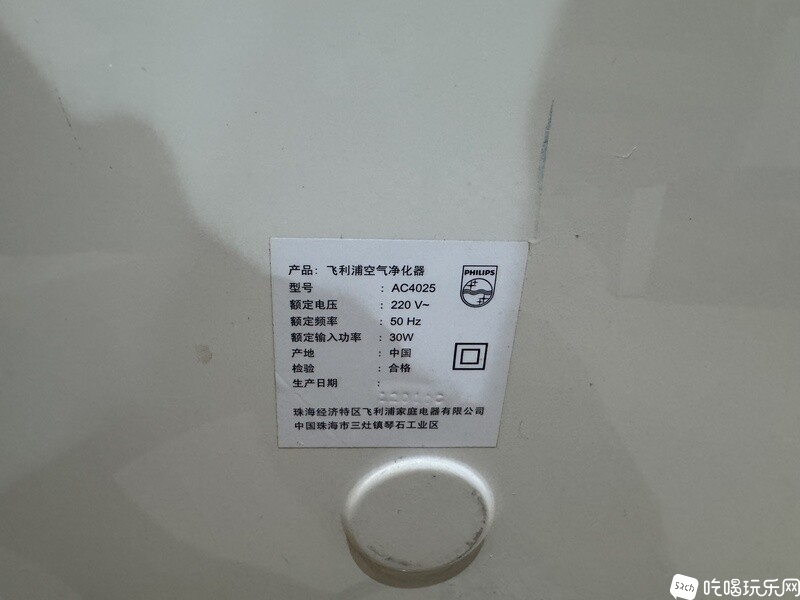 产品：飞利浦空气净化器
型号 : AC4025
额定电压 : 220 V~
额定频率 : 50 Hz
额定输入功率 : 30W
产地 : 中国
检验 : 合格
生产日期 :
珠海经济特区飞利浦家庭电器有限公司
中国珠海市三灶镇琴石工业区
PHILIPS
52ch 吃喝玩乐网